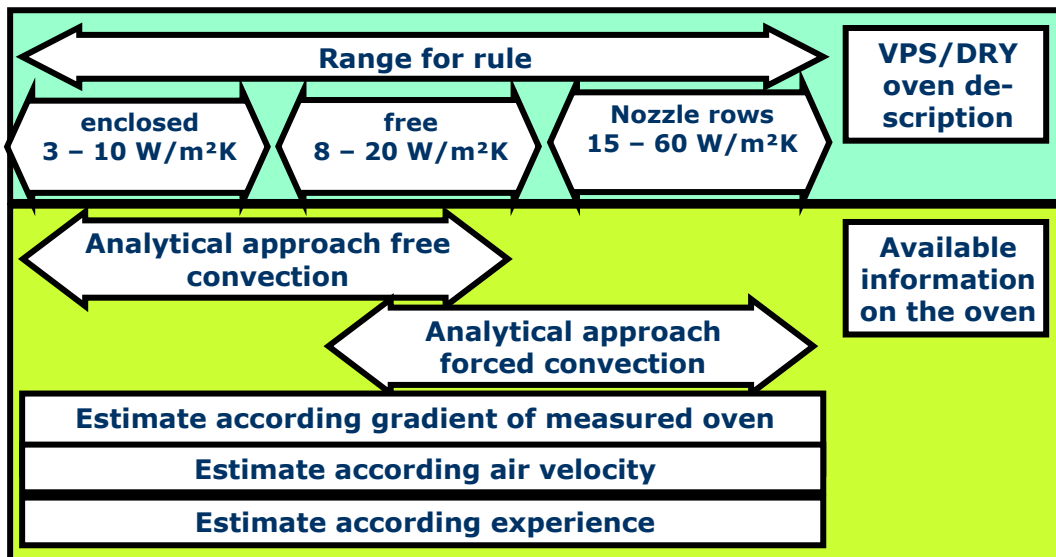 Range for rule
VPS/DRY
oven de-
scription
enclosed
3 – 10 W/m²K
free
8 – 20 W/m²K
Nozzle rows
15 – 60 W/m²K
Analytical approach free
convection
Available
information
on the oven
Analytical approach
forced convection
Estimate according gradient of measured oven
Estimate according air velocity
Estimate according experience